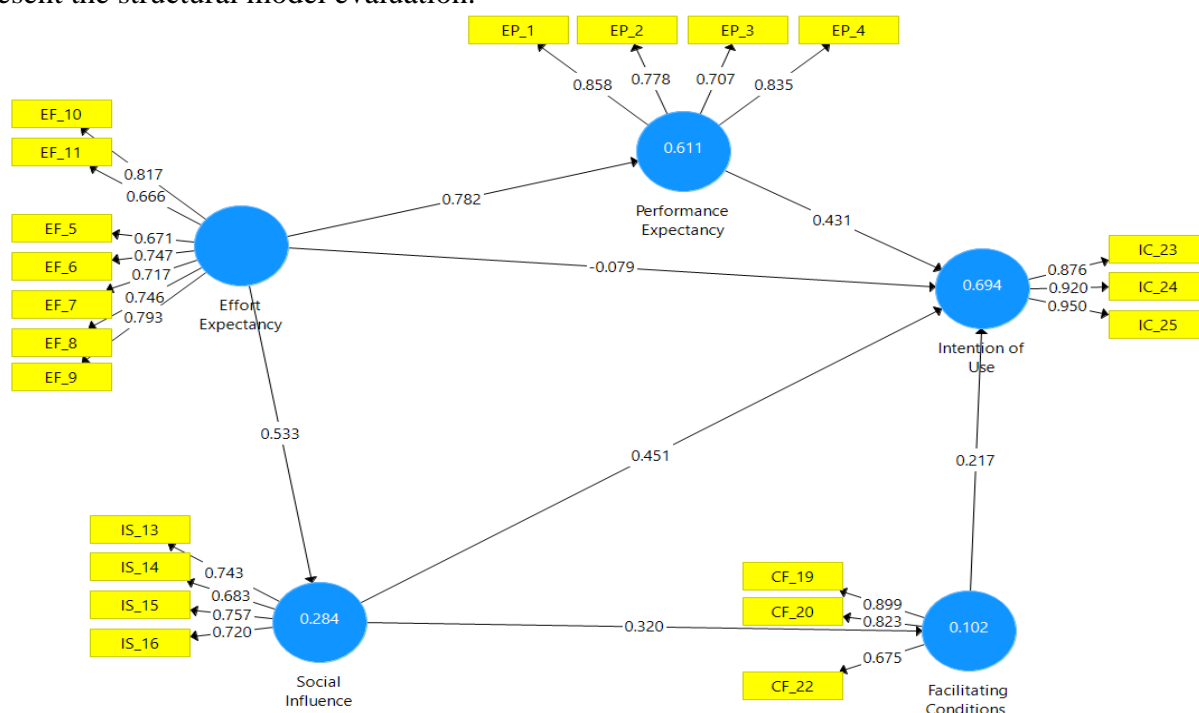 resent the structural model evaluation.
EP_1
EP_2
EP_3
EP_4
0.858
0.778
0.707
0.835
EF_10
EF_11
0.817
0.666
EF_5
EF_6
EF_7
EF_8
EF_9
0.671
0.747
0.717
0.746
0.793
Effort
Expectancy
0.611
Performance
Expectancy
0.782
0.431
-0.079
0.694
Intention of
Use
0.876
0.920
0.950
IC_23
IC_24
IC_25
0.533
0.451
0.217
IS_13
IS_14
IS_15
IS_16
0.743
0.683
0.757
0.720
0.284
Social
Influence
0.320
CF_19
CF_20
CF_22
0.899
0.823
0.675
0.102
Facilitating
Conditions